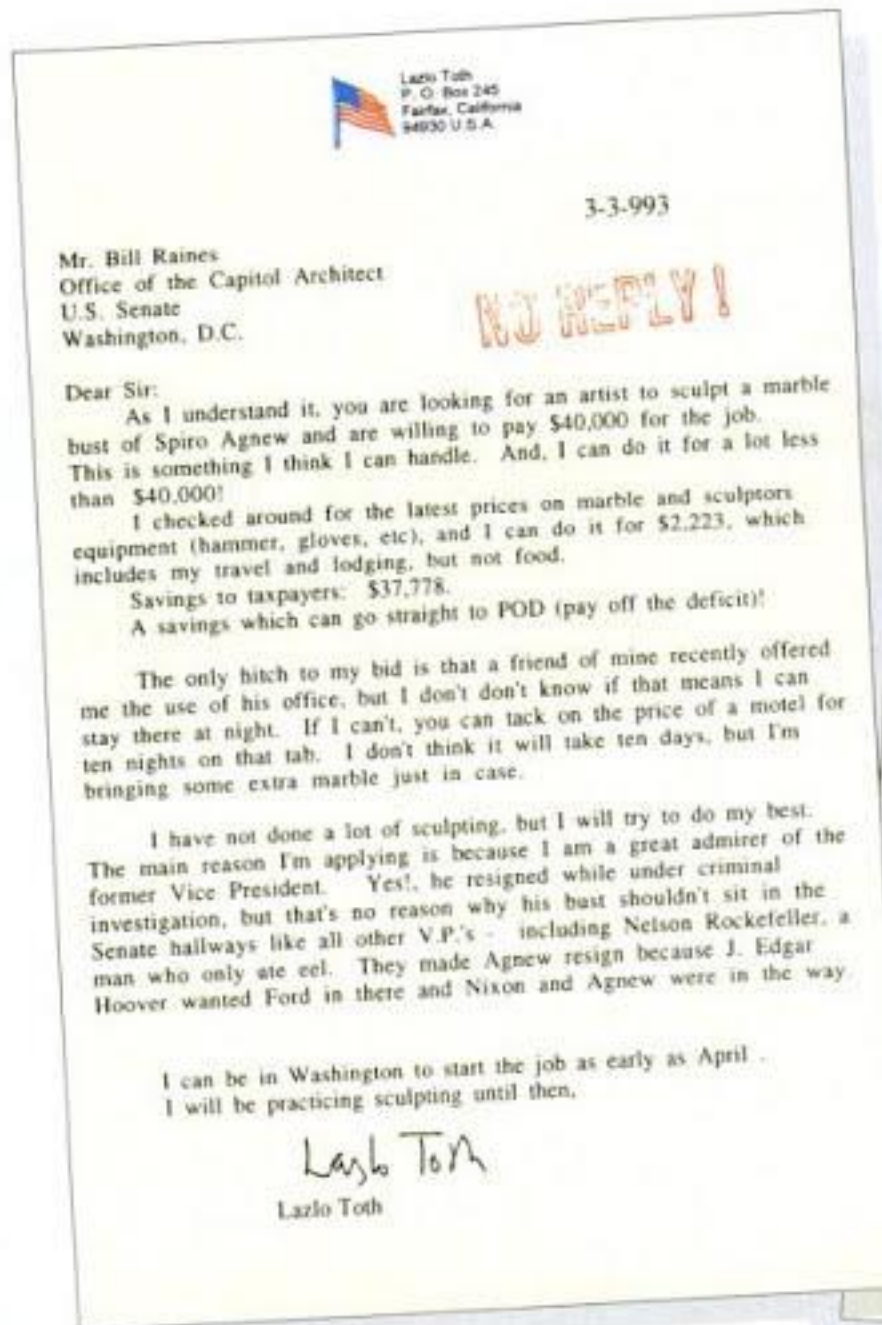 Lazlo Toth
P. O. Box 245
Fairfax, California
94930 U.S.A.
3-3-993
Mr. Bill Raines
Office of the Capitol Architect
U.S. Senate
Washington, D.C.
NO REPLY!
Dear Sir:
As I understand it, you are looking for an artist to sculpt a marble
bust of Spiro Agnew and are willing to pay $40,000 for the job.
This is something I think I can handle. And, I can do it for a lot less
than $40,000!
I checked around for the latest prices on marble and sculptors
equipment (hammer, gloves, etc), and I can do it for $2,223, which
includes my travel and lodging, but not food.
Savings to taxpayers: $37,778.
A savings which can go straight to POD (pay off the deficit)!
The only hitch to my bid is that a friend of mine recently offered
me the use of his office, but I don't don't know if that means I can
stay there at night. If I can't, you can tack on the price of a motel for
ten nights on that tab. I don't think it will take ten days, but I'm
bringing some extra marble just in case.
I have not done a lot of sculpting, but I will try to do my best.
The main reason I'm applying is because I am a great admirer of the
former Vice President. Yes!, he resigned while under criminal
investigation, but that's no reason why his bust shouldn't sit in the
Senate hallways like all other V.P.'s - including Nelson Rockefeller, a
man who only ate eel. They made Agnew resign because J. Edgar
Hoover wanted Ford in there and Nixon and Agnew were in the way
I can be in Washington to start the job as early as April .
I will be practicing sculpting until then,
Lazlo Toth
Lazlo Toth